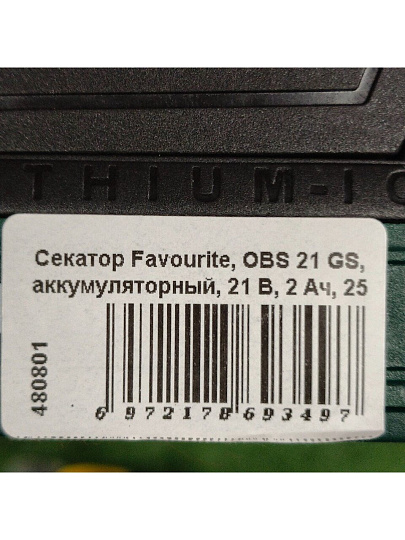 THIUM-IO
Секатор Favourite, OBS 21 GS,
аккумуляторный, 21 В, 2 Ач, 25
480801
6 972178 693497